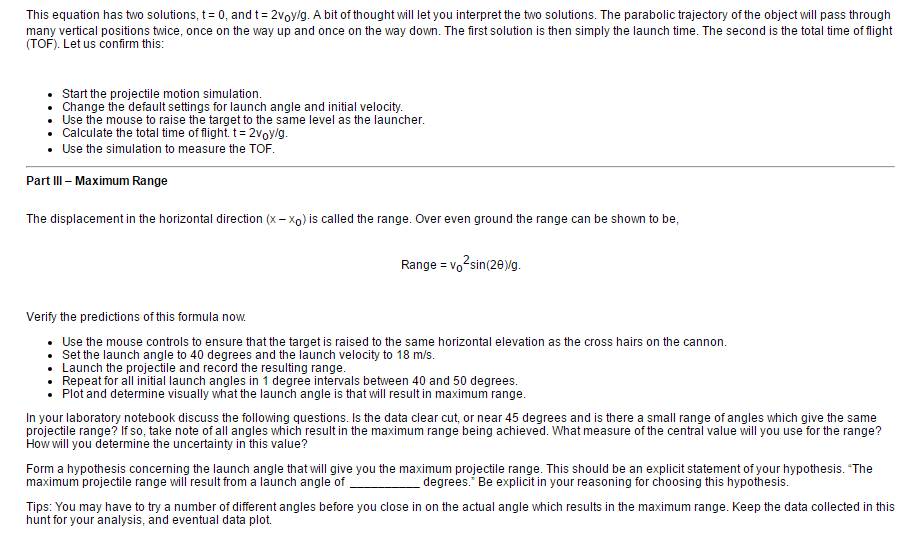 This equation has two solutions, t = 0, and t = 2v₀y/g. A bit of thought will let you interpret the two solutions. The parabolic trajectory of the object will pass through
many vertical positions twice, once on the way up and once on the way down. The first solution is then simply the launch time. The second is the total time of flight
(TOF). Let us confirm this:
• Start the projectile motion simulation.
• Change the default settings for launch angle and initial velocity.
• Use the mouse to raise the target to the same level as the launcher.
• Calculate the total time of flight. t = 2v₀y/g.
• Use the simulation to measure the TOF.
Part III – Maximum Range
The displacement in the horizontal direction (x – x₀) is called the range. Over even ground the range can be shown to be,
Range = v₀²sin(2θ)/g.
Verify the predictions of this formula now.
• Use the mouse controls to ensure that the target is raised to the same horizontal elevation as the cross hairs on the cannon.
• Set the launch angle to 40 degrees and the launch velocity to 18 m/s.
• Launch the projectile and record the resulting range.
• Repeat for all initial launch angles in 1 degree intervals between 40 and 50 degrees.
• Plot and determine visually what the launch angle is that will result in maximum range.
In your laboratory notebook discuss the following questions. Is the data clear cut, or near 45 degrees and is there a small range of angles which give the same
projectile range? If so, take note of all angles which result in the maximum range being achieved. What measure of the central value will you use for the range?
How will you determine the uncertainty in this value?
Form a hypothesis concerning the launch angle that will give you the maximum projectile range. This should be an explicit statement of your hypothesis. "The
maximum projectile range will result from a launch angle of __________ degrees." Be explicit in your reasoning for choosing this hypothesis.
Tips: You may have to try a number of different angles before you close in on the actual angle which results in the maximum range. Keep the data collected in this
hunt for your analysis, and eventual data plot.